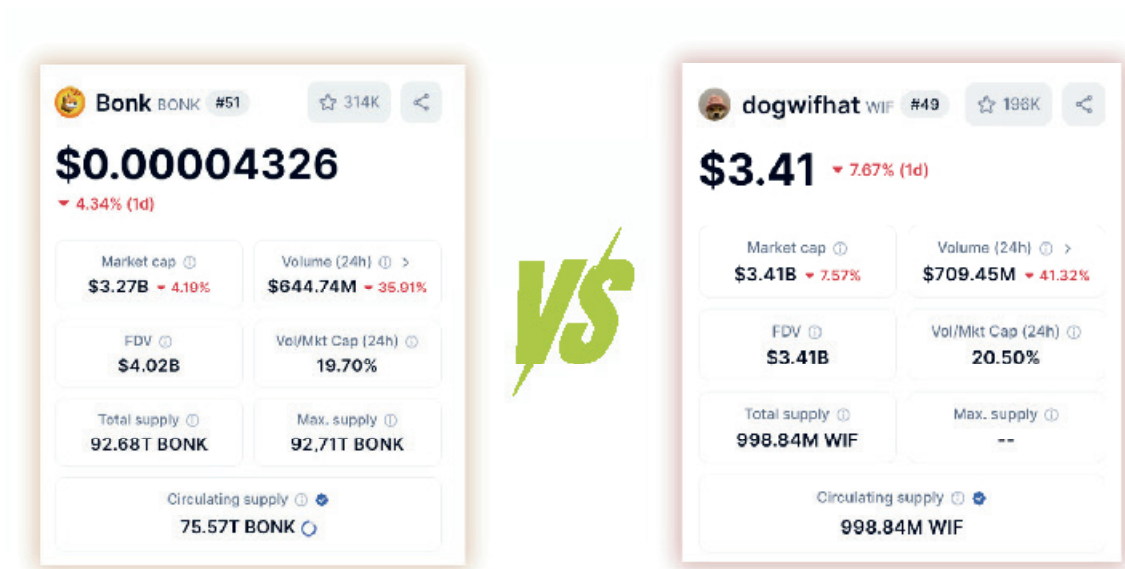 Bonk BONK #51 314K
$0.00004326
4.34% (1d)
Market cap
$3.27B 4.19%
Volume (24h)
$644.74M 35.91%
FDV
$4.02B
Vol/Mkt Cap (24h)
19.70%
Total supply
92.68T BONK
Max. supply
92,71T BONK
Circulating supply
75.57T BONK
VS
dogwifhat WIF #49 196K
$3.41 7.67% (1d)
Market cap
$3.41B 7.57%
Volume (24h)
$709.45M 41.32%
FDV
$3.41B
Vol/Mkt Cap (24h)
20.50%
Total supply
998.84M WIF
Max. supply
--
Circulating supply
998.84M WIF